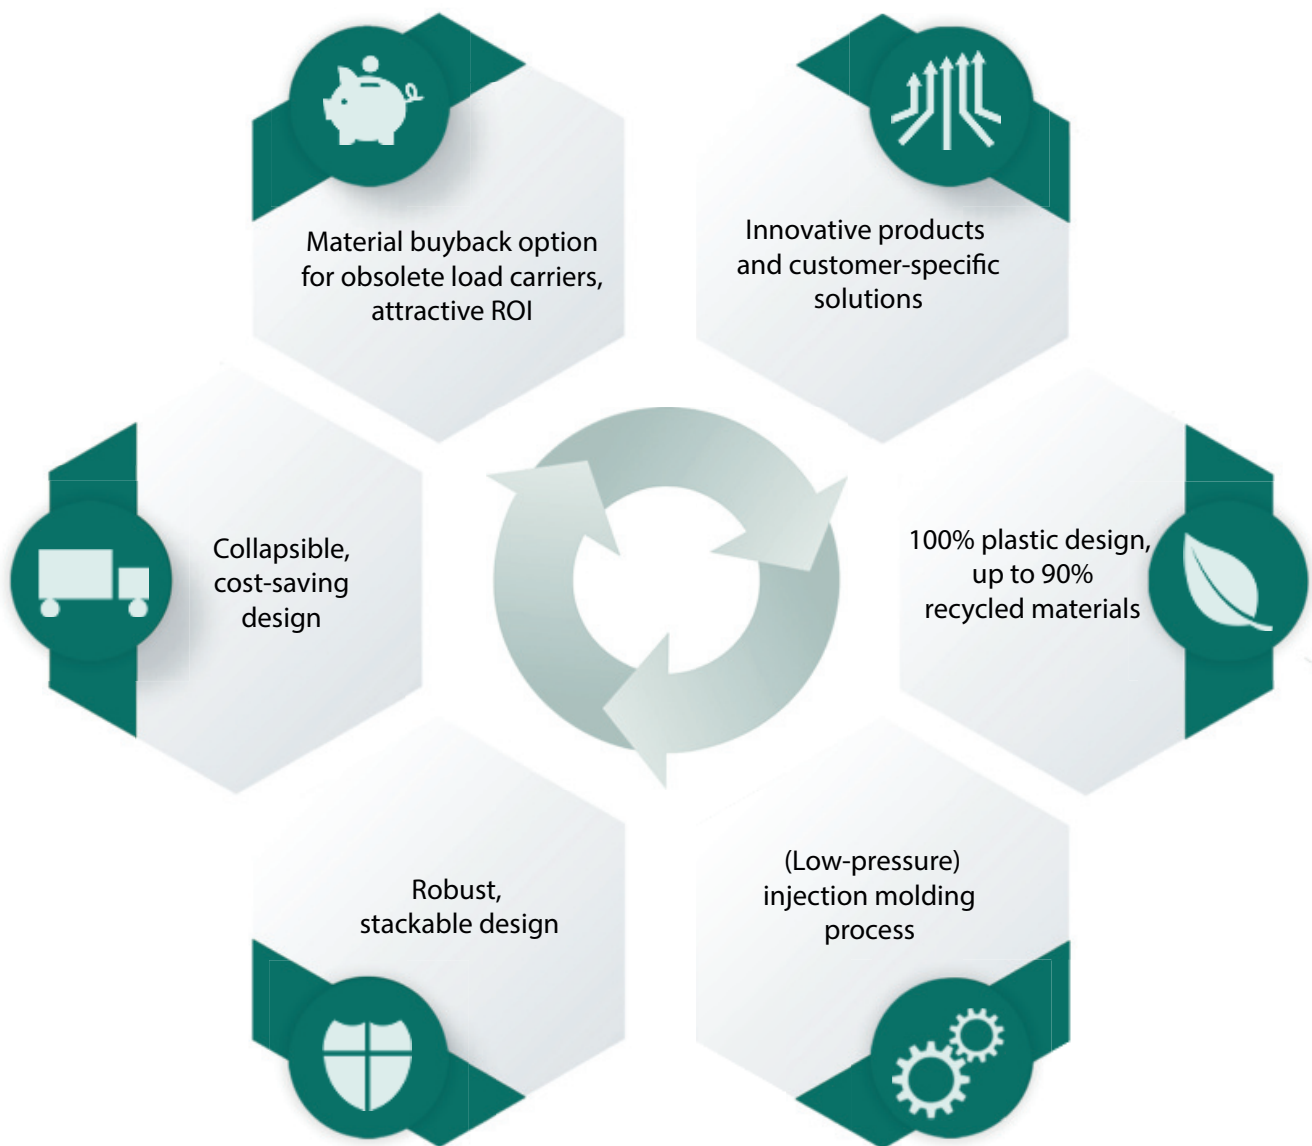 Material buyback option
for obsolete load carriers,
attractive ROI
Innovative products
and customer-specific
solutions
Collapsible,
cost-saving
design
100% plastic design,
up to 90%
recycled materials
Robust,
stackable design
(Low-pressure)
injection molding
process